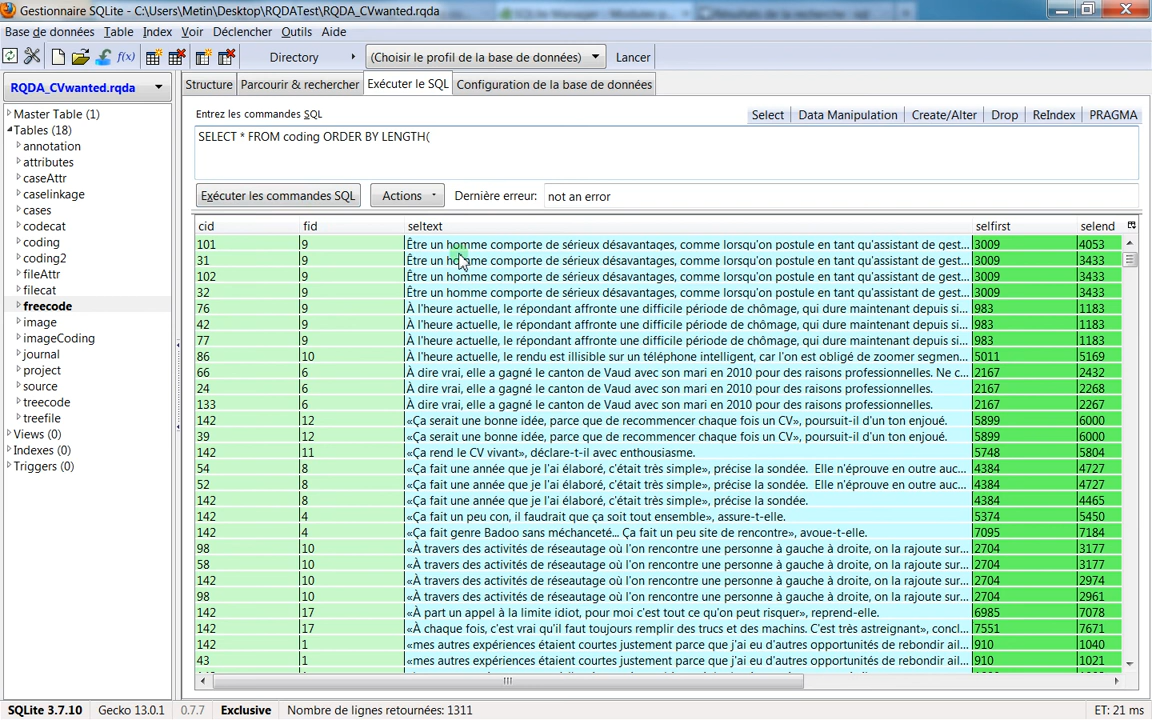 Gestionnaire SQLite - C:\Users\Metin\Desktop\RQDATest\RQDA_CVwanted.rqda
Base de données Table Index Voir Déclencher Outils Aide
f(x) Directory (Choisir le profil de la base de données) Lancer
RQDA_CVwanted.rqda
Structure Parcourir & rechercher Exécuter le SQL Configuration de la base de données
Master Table (1)
Tables (18)
annotation
attributes
caseAttr
caselinkage
cases
codecat
coding
coding2
fileAttr
filecat
freecode
image
imageCoding
journal
project
source
treecode
treefile
Views (0)
Indexes (0)
Triggers (0)
Entrez les commandes SQL Select Data Manipulation Create/Alter Drop ReIndex PRAGMA
SELECT * FROM coding ORDER BY LENGTH(
Exécuter les commandes SQL Actions Dernière erreur: not an error
cid fid seltext selfirst selend
101 9 Être un homme comporte de sérieux désavantages, comme lorsqu'on postule en tant qu'assistant de gest... 3009 4053
31 9 Être un homme comporte de sérieux désavantages, comme lorsqu'on postule en tant qu'assistant de gest... 3009 3433
102 9 Être un homme comporte de sérieux désavantages, comme lorsqu'on postule en tant qu'assistant de gest... 3009 3433
32 9 Être un homme comporte de sérieux désavantages, comme lorsqu'on postule en tant qu'assistant de gest... 3009 3433
76 9 À l'heure actuelle, le répondant affronte une difficile période de chômage, qui dure maintenant depuis si... 983 1183
42 9 À l'heure actuelle, le répondant affronte une difficile période de chômage, qui dure maintenant depuis si... 983 1183
77 9 À l'heure actuelle, le répondant affronte une difficile période de chômage, qui dure maintenant depuis si... 983 1183
86 10 À l'heure actuelle, le rendu est illisible sur un téléphone intelligent, car l'on est obligé de zoomer segmen... 5011 5169
66 6 À dire vrai, elle a gagné le canton de Vaud avec son mari en 2010 pour des raisons professionnelles. Ne c... 2167 2432
24 6 À dire vrai, elle a gagné le canton de Vaud avec son mari en 2010 pour des raisons professionnelles. 2167 2268
133 6 À dire vrai, elle a gagné le canton de Vaud avec son mari en 2010 pour des raisons professionnelles. 2167 2267
142 12 «Ça serait une bonne idée, parce que de recommencer chaque fois un CV», poursuit-il d'un ton enjoué. 5899 6000
39 12 «Ça serait une bonne idée, parce que de recommencer chaque fois un CV», poursuit-il d'un ton enjoué. 5899 6000
142 11 «Ça rend le CV vivant», déclare-t-il avec enthousiasme. 5748 5804
54 8 «Ça fait une année que je l'ai élaboré, c'était très simple», précise la sondée. Elle n'éprouve en outre auc... 4384 4727
52 8 «Ça fait une année que je l'ai élaboré, c'était très simple», précise la sondée. Elle n'éprouve en outre auc... 4384 4727
142 8 «Ça fait une année que je l'ai élaboré, c'était très simple», précise la sondée. 4384 4465
142 4 «Ça fait un peu con, il faudrait que ça soit tout ensemble», assure-t-elle. 5374 5450
142 4 «Ça fait genre Badoo sans méchanceté... Ça fait un peu site de rencontre», avoue-t-elle. 7095 7184
98 10 «À travers des activités de réseautage où l'on rencontre une personne à gauche à droite, on la rajoute sur... 2704 3177
58 10 «À travers des activités de réseautage où l'on rencontre une personne à gauche à droite, on la rajoute sur... 2704 3177
142 10 «À travers des activités de réseautage où l'on rencontre une personne à gauche à droite, on la rajoute sur... 2704 2974
98 10 «À travers des activités de réseautage où l'on rencontre une personne à gauche à droite, on la rajoute sur... 2704 2961
142 17 «À part un appel à la limite idiot, pour moi c'est tout ce qu'on peut risquer», reprend-elle. 6985 7078
142 17 «À chaque fois, c'est vrai qu'il faut toujours remplir des trucs et des machins. C'est très astreignant», concl... 7551 7671
142 1 «mes autres expériences étaient courtes justement parce que j'ai eu d'autres opportunités de rebondir ail... 910 1040
43 1 «mes autres expériences étaient courtes justement parce que j'ai eu d'autres opportunités de rebondir ail... 910 1021
SQLite 3.7.10 Gecko 13.0.1 0.7.7 Exclusive Nombre de lignes retournées: 1311 ET: 21 ms